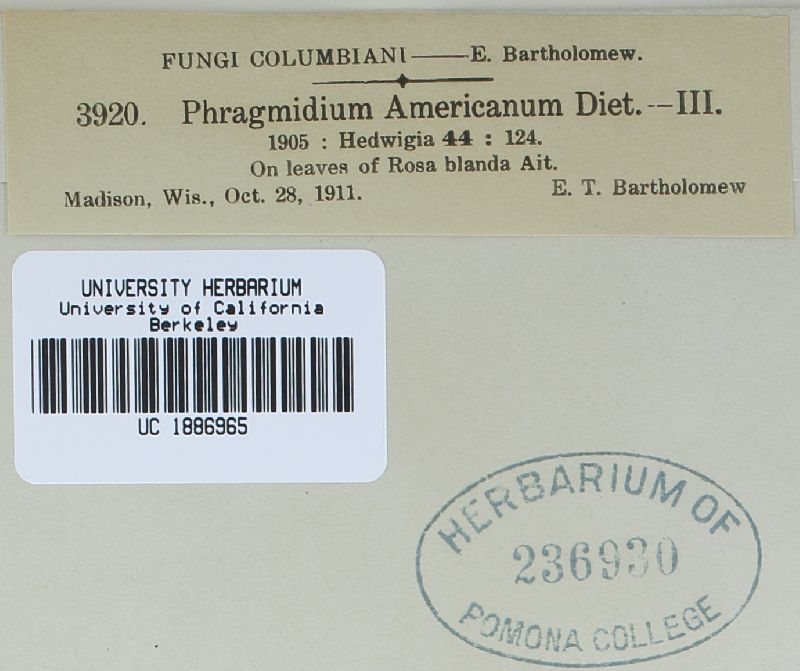 FUNGI COLUMBIANI——E. Bartholomew.
3920. Phragmidium Americanum Diet.—III.
1905 : Hedwigia 44 : 124.
On leaves of Rosa blanda Ait.
Madison, Wis., Oct. 28, 1911. E. T. Bartholomew
UNIVERSITY HERBARIUM
University of California
Berkeley
UC 1886965
HERBARIUM OF
236930
POMONA COLLEGE